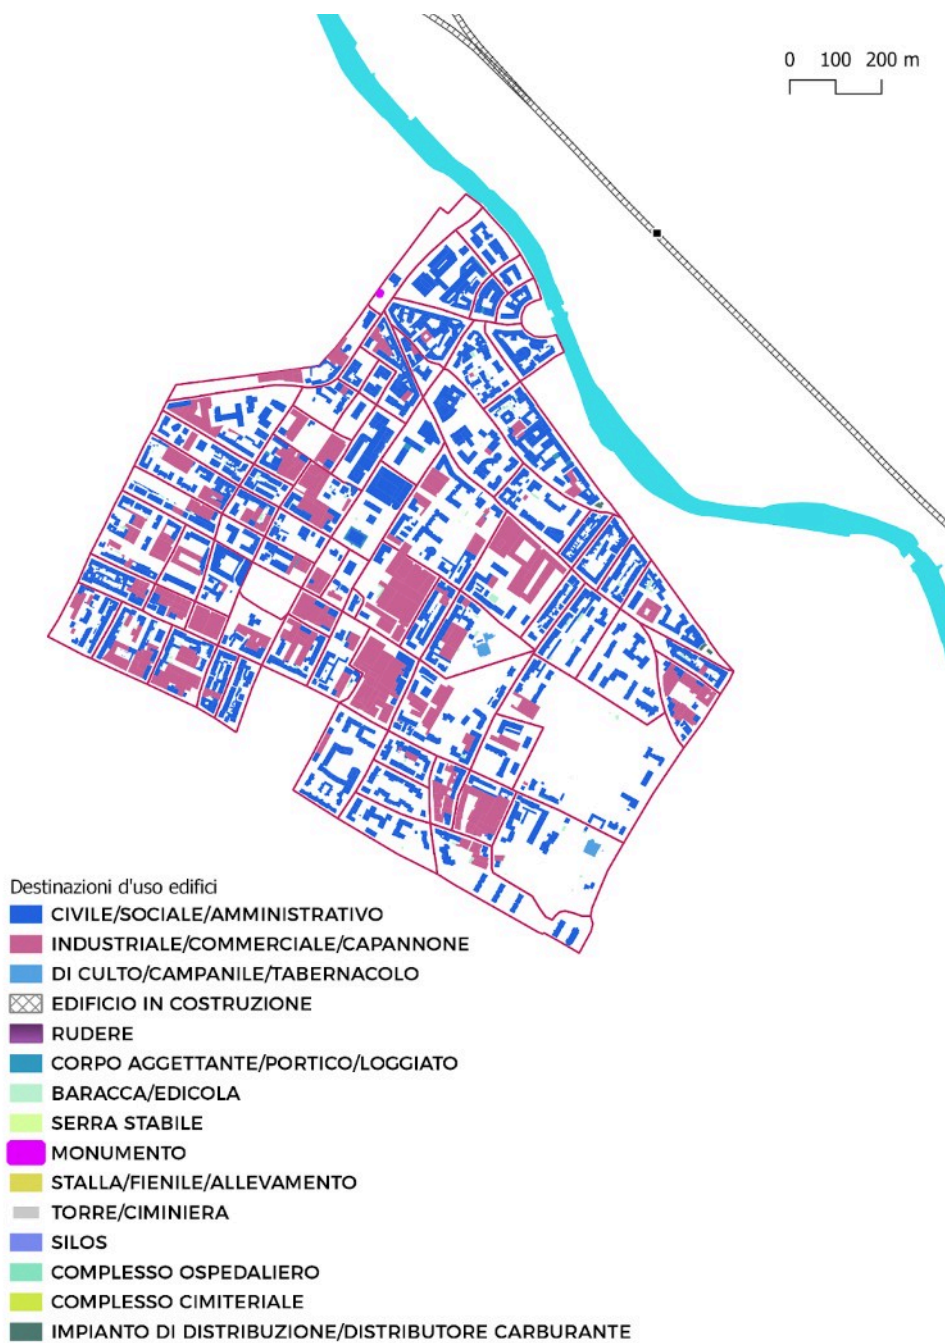 0 100 200 m
Destinazioni d'uso edifici
CIVILE/SOCIALE/AMMINISTRATIVO
INDUSTRIALE/COMMERCIALE/CAPANNONE
DI CULTO/CAMPANILE/TABERNACOLO
EDIFICIO IN COSTRUZIONE
RUDERE
CORPO AGGETTANTE/PORTICO/LOGGIATO
BARACCA/EDICOLA
SERRA STABILE
MONUMENTO
STALLA/FIENILE/ALLEVAMENTO
TORRE/CIMINIERA
SILOS
COMPLESSO OSPEDALIERO
COMPLESSO CIMITERIALE
IMPIANTO DI DISTRIBUZIONE/DISTRIBUTORE CARBURANTE